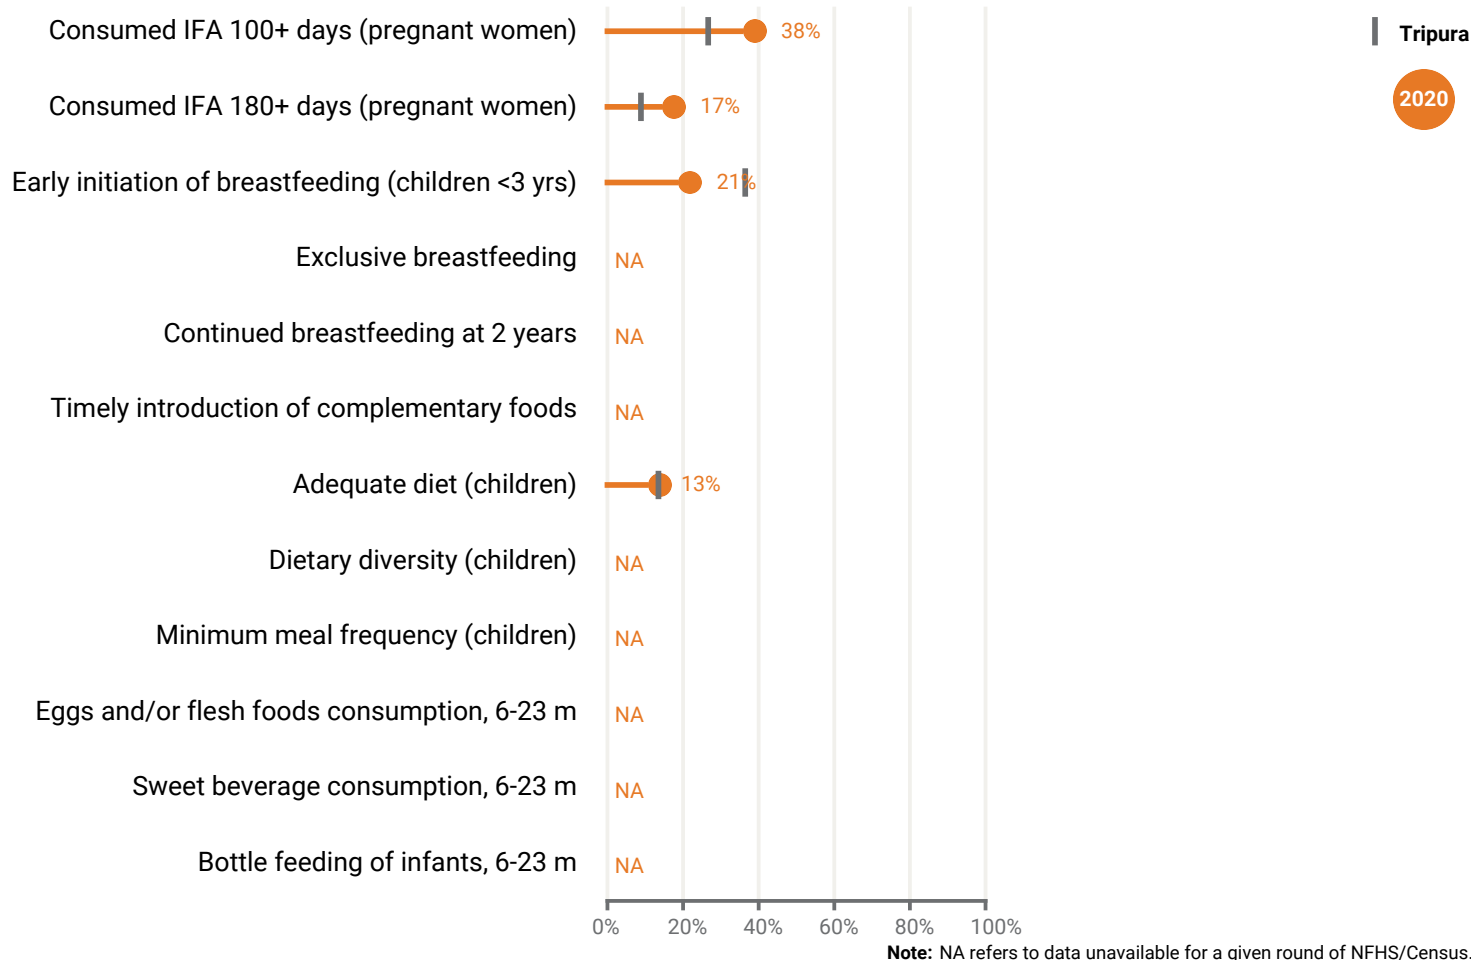 Consumed IFA 100+ days (pregnant women) 38%
Tripura
2020
Consumed IFA 180+ days (pregnant women) 17%
Early initiation of breastfeeding (children <3 yrs) 21%
Exclusive breastfeeding NA
Continued breastfeeding at 2 years NA
Timely introduction of complementary foods NA
Adequate diet (children) 13%
Dietary diversity (children) NA
Minimum meal frequency (children) NA
Eggs and/or flesh foods consumption, 6-23 m NA
Sweet beverage consumption, 6-23 m NA
Bottle feeding of infants, 6-23 m NA
0% 20% 40% 60% 80% 100%
Note: NA refers to data unavailable for a given round of NFHS/Census.